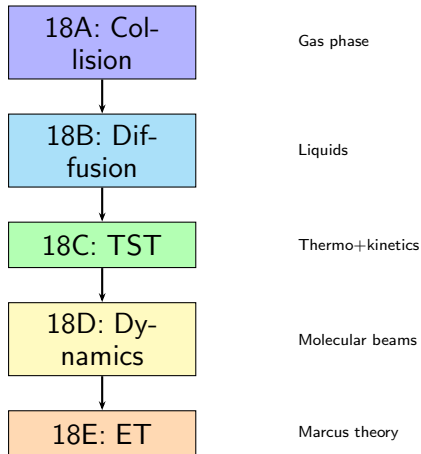 18A: Col-
lision
Gas phase
18B: Dif-
fusion
Liquids
18C: TST
Thermo+kinetics
18D: Dy-
namics
Molecular beams
18E: ET
Marcus theory